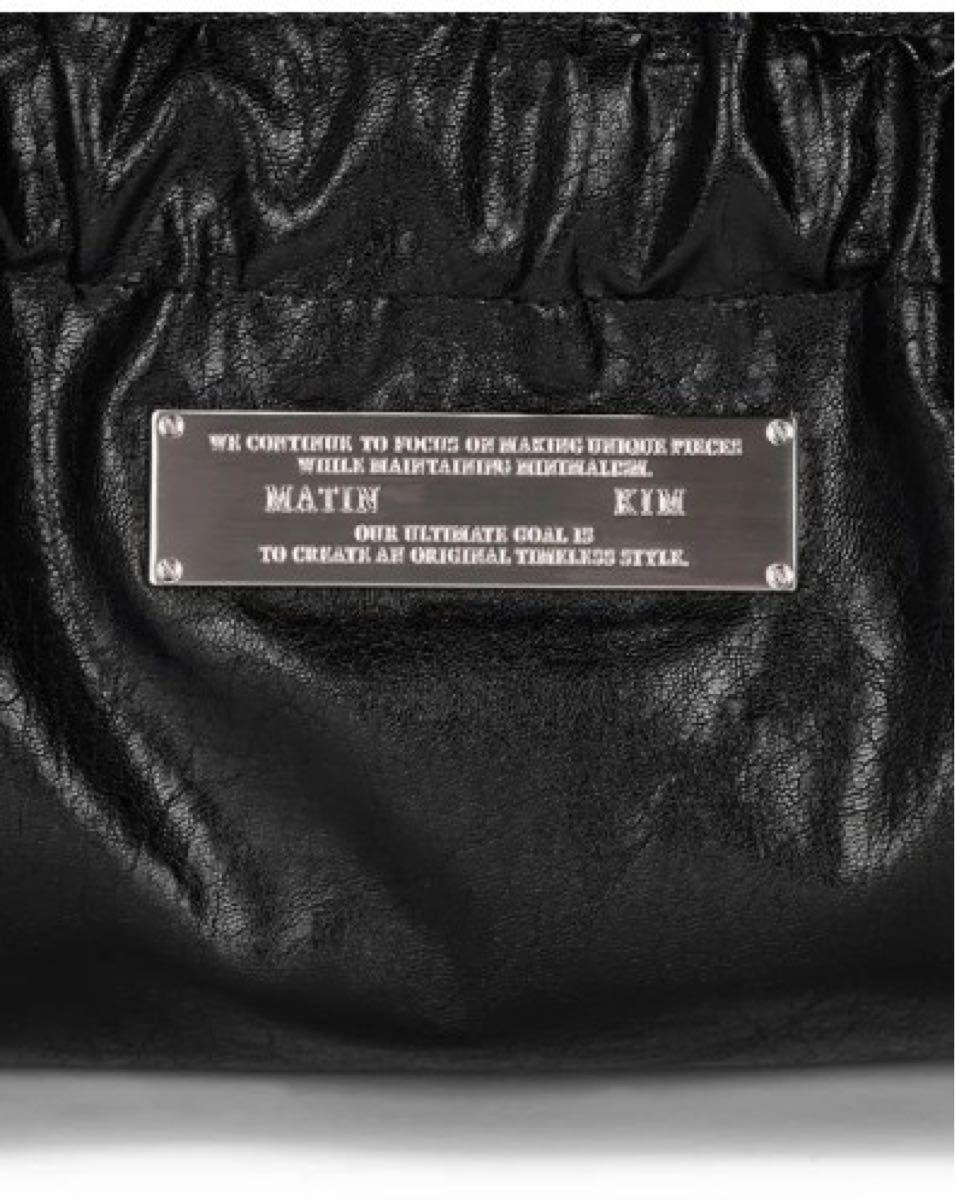 WE CONTINUE TO FOCUS ON MAKING UNIQUE PIECES
WHILE MAINTAINING MINIMALISM.
MATIN KIM
OUR ULTIMATE GOAL IS
TO CREATE AN ORIGINAL TIMELESS STYLE.